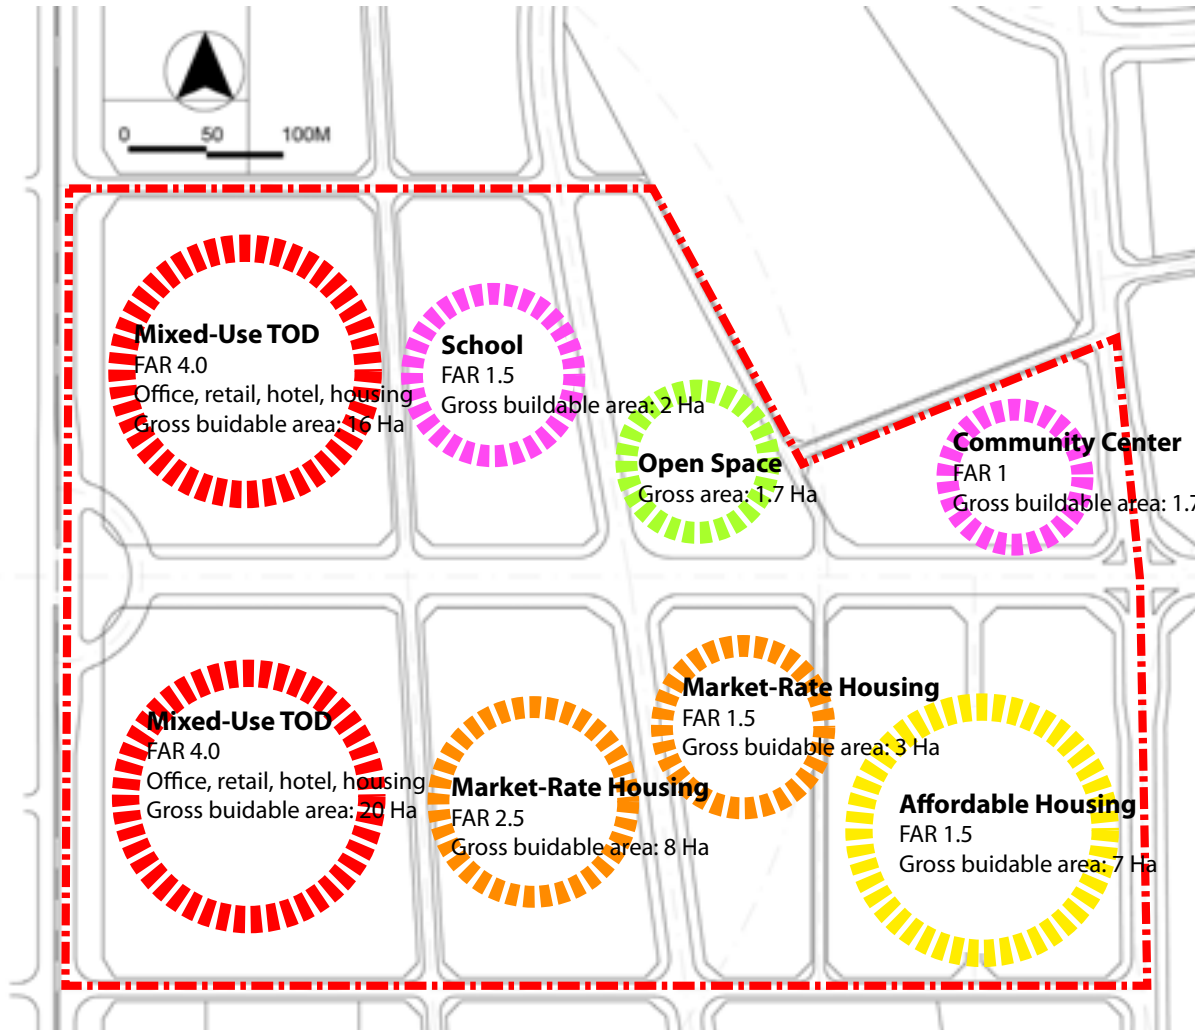 0 50 100M
Mixed-Use TOD
FAR 4.0
Office, retail, hotel, housing
Gross buidable area: 16 Ha
School
FAR 1.5
Gross buildable area: 2 Ha
Open Space
Gross area: 1.7 Ha
Community Center
FAR 1
Gross buildable area: 1.7
Mixed-Use TOD
FAR 4.0
Office, retail, hotel, housing
Gross buidable area: 20 Ha
Market-Rate Housing
FAR 2.5
Gross buidable area: 8 Ha
Market-Rate Housing
FAR 1.5
Gross buidable area: 3 Ha
Affordable Housing
FAR 1.5
Gross buidable area: 7 Ha